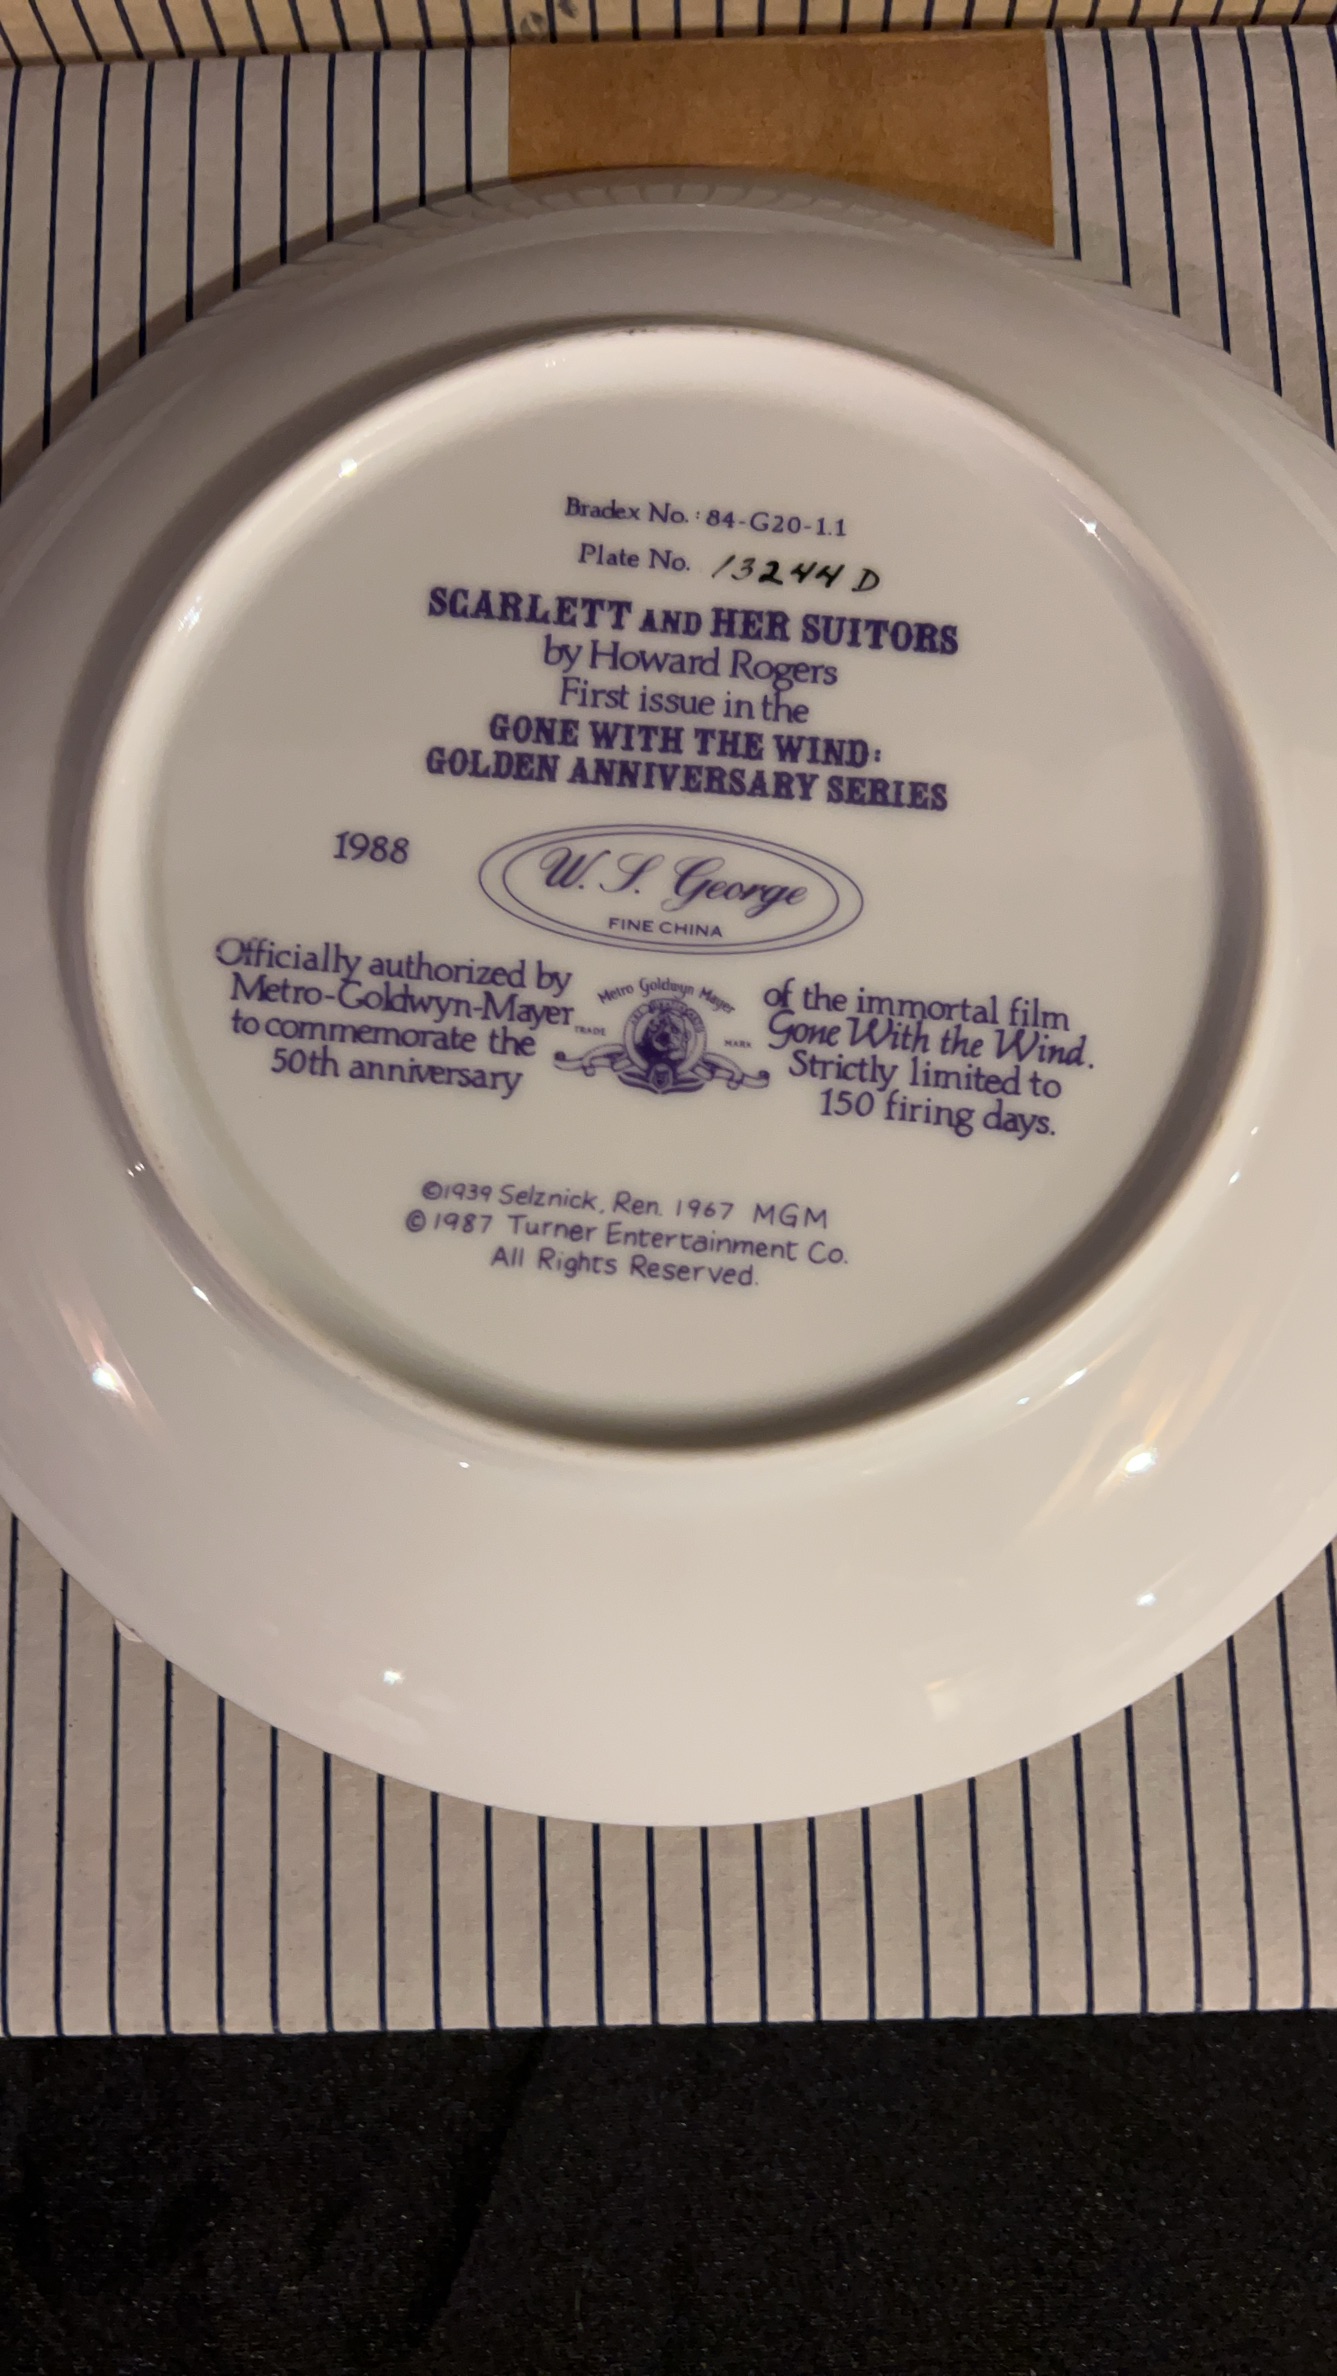 Bradex No.: 84-G20-1.1
Plate No. 13244 D
SCARLETT AND HER SUITORS
by Howard Rogers
First issue in the
GONE WITH THE WIND:
GOLDEN ANNIVERSARY SERIES
1988
W. S. George
FINE CHINA
Officially authorized by
Metro-Goldwyn-Mayer
to commemorate the
50th anniversary
Metro Goldwyn Mayer
TRADE MARK
of the immortal film
Gone With the Wind.
Strictly limited to
150 firing days.
©1939 Selznick, Ren. 1967 MGM
©1987 Turner Entertainment Co.
All Rights Reserved.